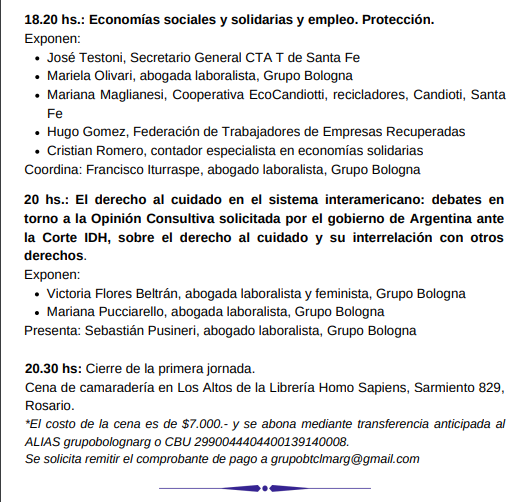 18.20 hs.: Economías sociales y solidarias y empleo. Protección.
Exponen:
• José Testoni, Secretario General CTA T de Santa Fe
• Mariela Olivari, abogada laboralista, Grupo Bologna
• Mariana Maglianesi, Cooperativa EcoCandiotti, recicladores, Candioti, Santa
Fe
• Hugo Gomez, Federación de Trabajadores de Empresas Recuperadas
• Cristian Romero, contador especialista en economías solidarias
Coordina: Francisco Iturraspe, abogado laboralista, Grupo Bologna
20 hs.: El derecho al cuidado en el sistema interamericano: debates en
torno a la Opinión Consultiva solicitada por el gobierno de Argentina ante
la Corte IDH, sobre el derecho al cuidado y su interrelación con otros
derechos.
Exponen:
• Victoria Flores Beltrán, abogada laboralista y feminista, Grupo Bologna
• Mariana Pucciarello, abogada laboralista, Grupo Bologna
Presenta: Sebastián Pusineri, abogado laboralista, Grupo Bologna
20.30 hs: Cierre de la primera jornada.
Cena de camaradería en Los Altos de la Librería Homo Sapiens, Sarmiento 829,
Rosario.
*El costo de la cena es de $7.000.- y se abona mediante transferencia anticipada al
ALIAS grupobolognarg o CBU 2990044404400139140008.
Se solicita remitir el comprobante de pago a grupobtclmarg@gmail.com